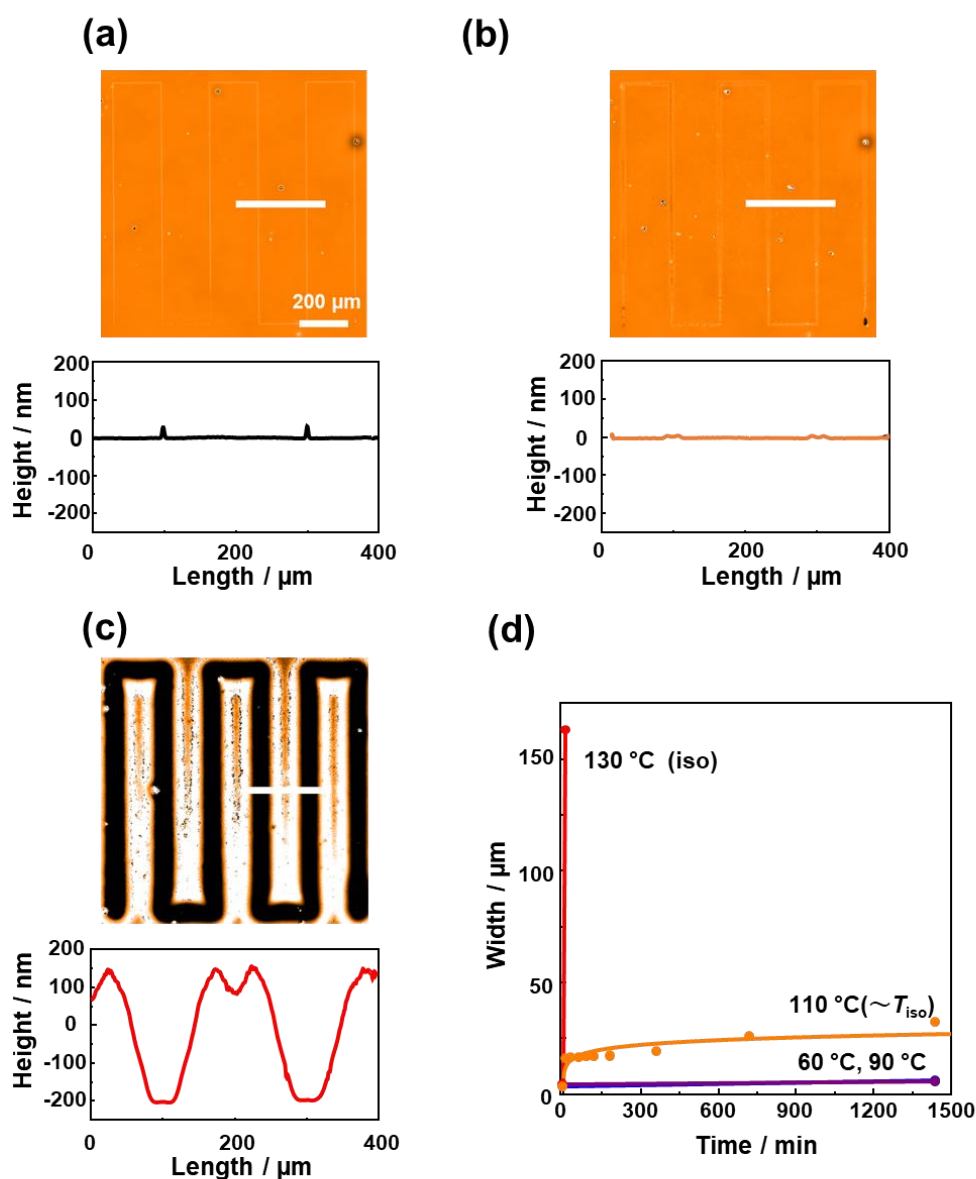 (a)
(b)
200 µm
200
100
0
-100
-200
Height / nm
0
200
400
Length / µm
200
100
0
-100
-200
Height / nm
0
200
400
Length / µm
(c)
(d)
200
100
0
-100
-200
Height / nm
0
200
400
Length / µm
150
100
50
0
Width / µm
130 °C (iso)
110 °C(～Tiso)
60 °C, 90 °C
0
300
600
900
1200
1500
Time / min